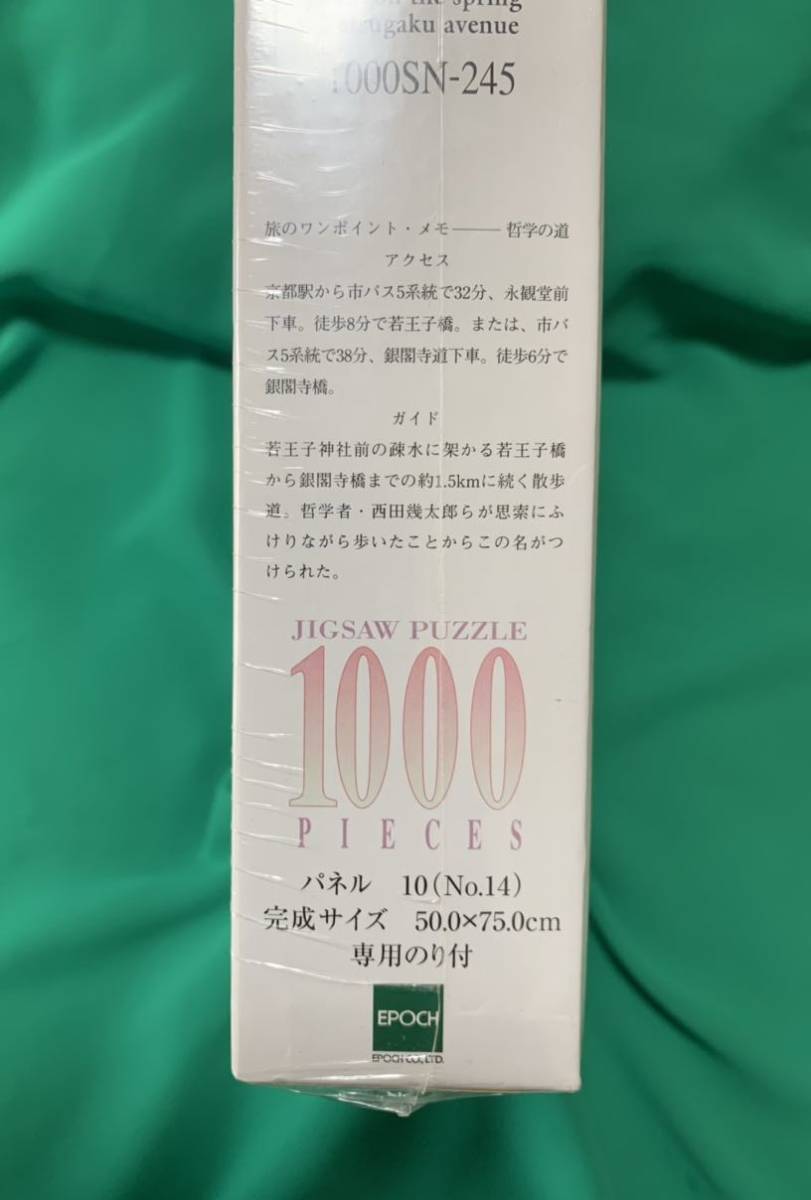 on the spring
ugaku avenue
1000SN-245
旅のワンポイント・メモ——哲学の道
アクセス
京都駅から市バス5系統で32分、永観堂前
下車。徒歩8分で若王子橋。または、市バ
ス5系統で38分、銀閣寺道下車。徒歩6分で
銀閣寺橋。
ガイド
若王子神社前の疎水に架かる若王子橋
から銀閣寺橋までの約1.5kmに続く散歩
道。哲学者・西田幾太郎らが思索にふ
けりながら歩いたことからこの名がつ
けられた。
JIGSAW PUZZLE
1000
PIECES
パネル 10(No.14)
完成サイズ 50.0×75.0cm
専用のり付
EPOCH
EPOCH CO., LTD.